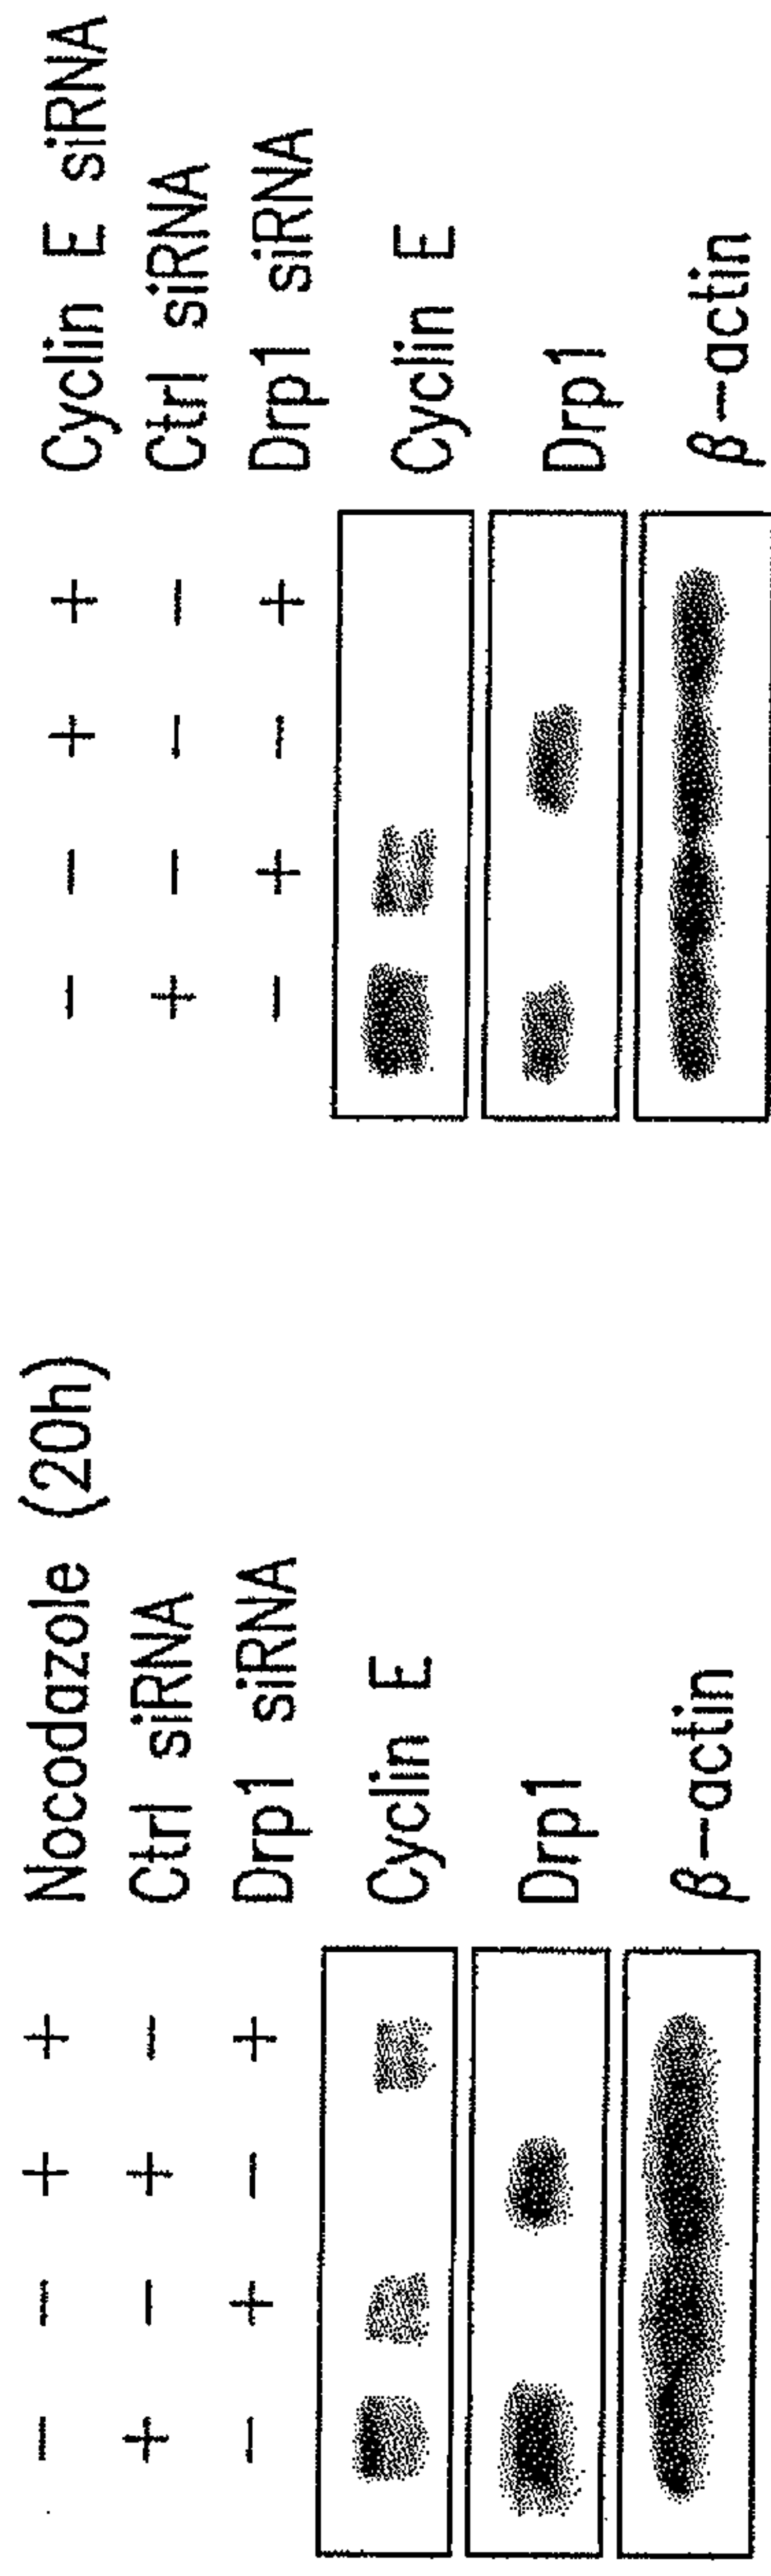 − − + + Nocodazole (20h)
+ − + − Ctrl siRNA
− + − + Drp1 siRNA
Cyclin E
Drp1
β−actin
− − + + Cyclin E siRNA
+ − − − Ctrl siRNA
− + − + Drp1 siRNA
Cyclin E
Drp1
β−actin